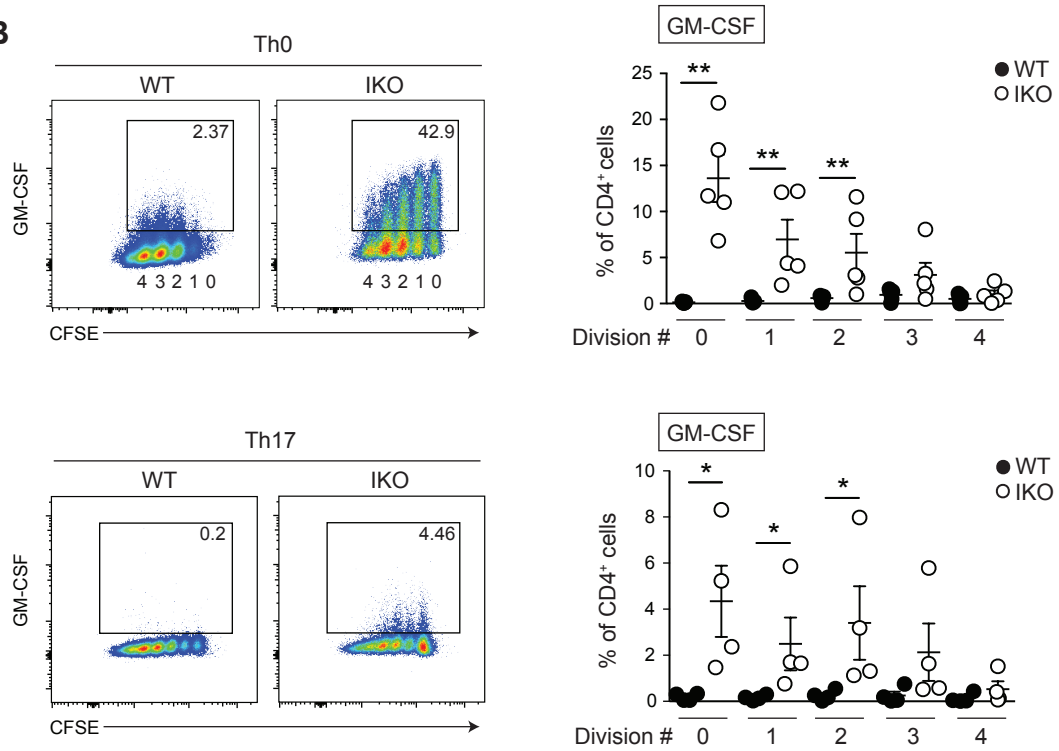 B
Th0
WT
IKO
2.37
42.9
GM-CSF
4 3 2 1 0
4 3 2 1 0
CFSE
GM-CSF
WT
IKO
% of CD4⁺ cells
25
20
15
10
5
0
**
**
**
Division # 0 1 2 3 4
Th17
WT
IKO
0.2
4.46
GM-CSF
CFSE
GM-CSF
WT
IKO
% of CD4⁺ cells
10
8
6
4
2
0
*
*
*
Division # 0 1 2 3 4